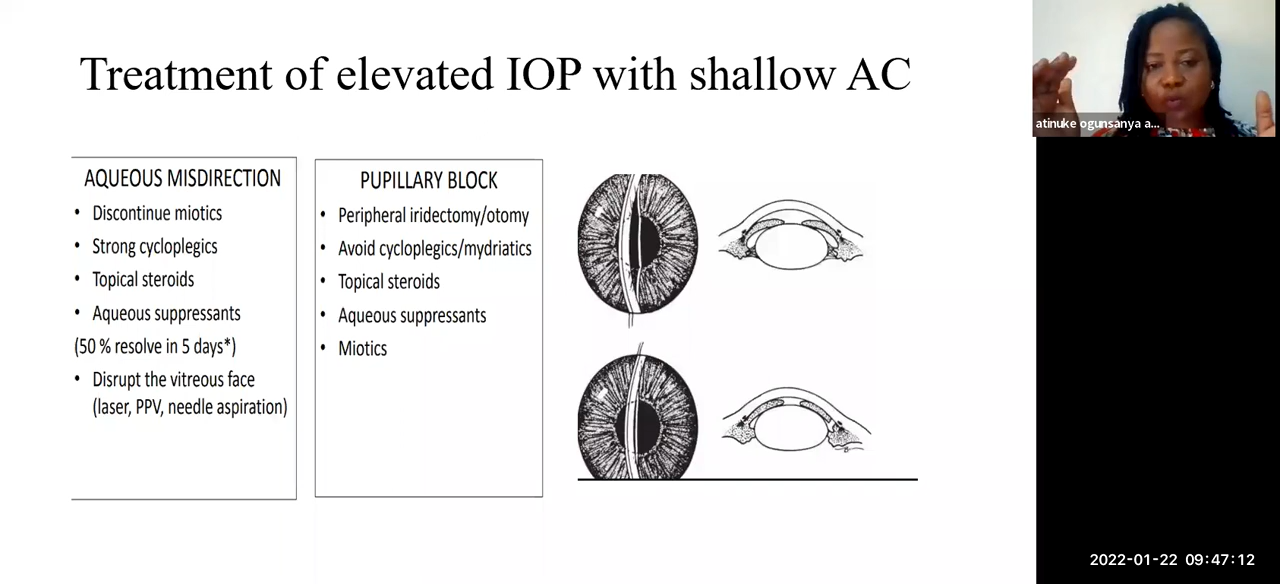 Treatment of elevated IOP with shallow AC
AQUEOUS MISDIRECTION
• Discontinue miotics
• Strong cycloplegics
• Topical steroids
• Aqueous suppressants
(50 % resolve in 5 days*)
• Disrupt the vitreous face
(laser, PPV, needle aspiration)
PUPILLARY BLOCK
• Peripheral iridectomy/otomy
• Avoid cycloplegics/mydriatics
• Topical steroids
• Aqueous suppressants
• Miotics
atinuke ogunsanya a...
2022-01-22 09:47:12